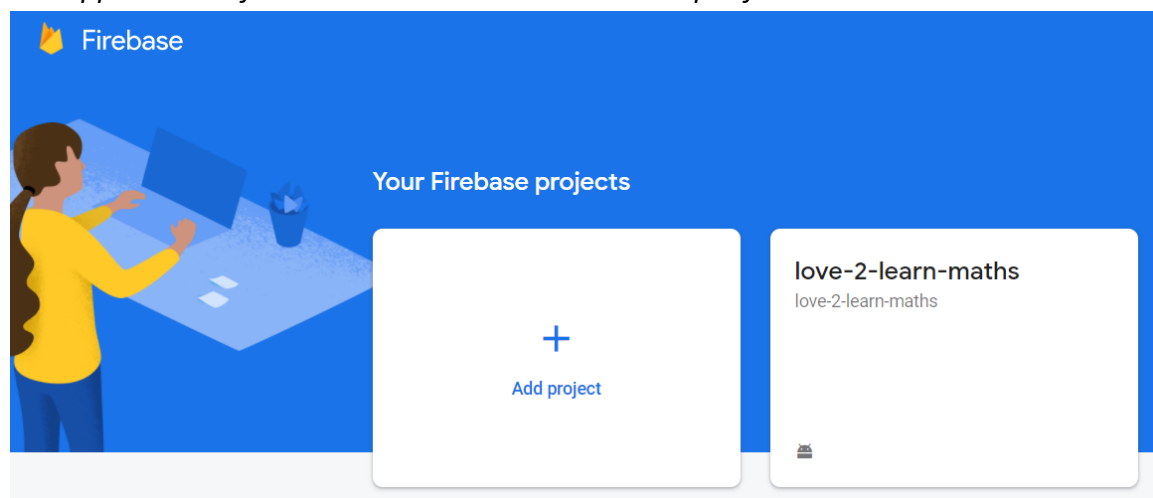 Firebase
Your Firebase projects
Add project
love-2-learn-maths
love-2-learn-maths